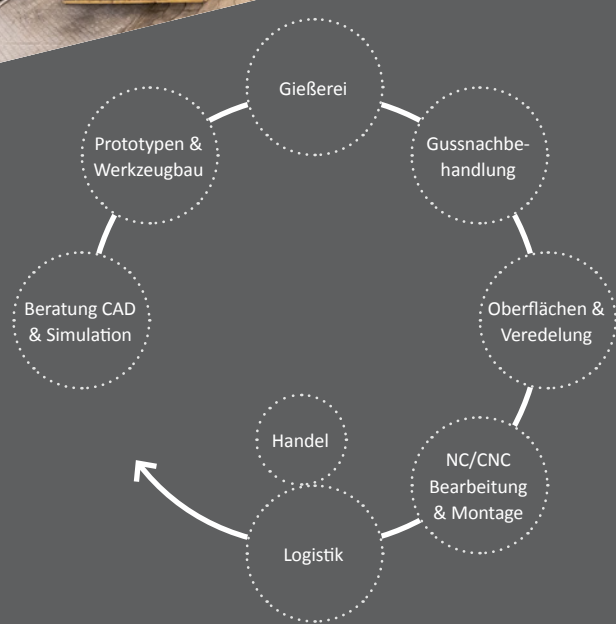 Gießerei
Prototypen &
Werkzeugbau
Gussnachbe-
handlung
Beratung CAD
& Simulation
Oberflächen &
Veredelung
Handel
NC/CNC
Bearbeitung
& Montage
Logistik